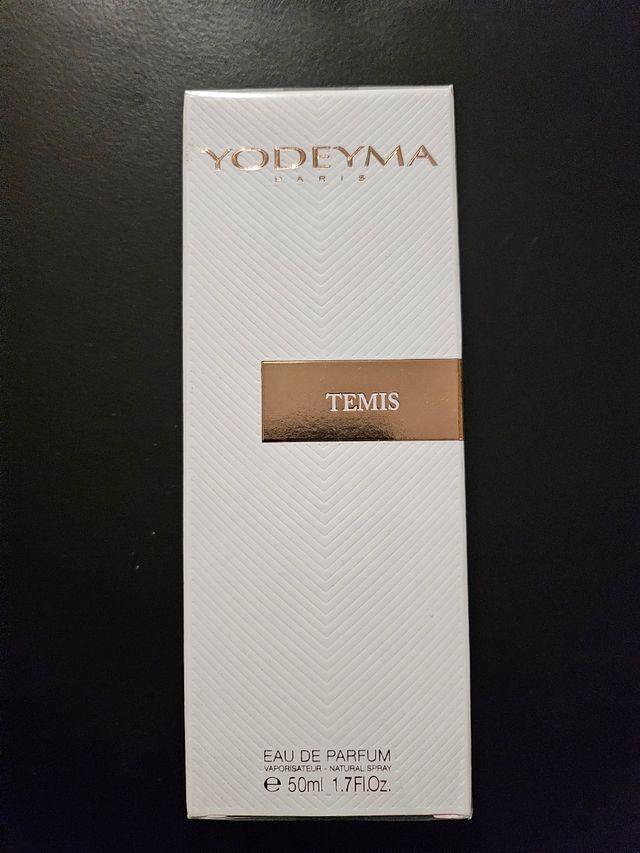 YODEYMA
PARIS
TEMIS
EAU DE PARFUM
VAPORISATEUR - NATURAL SPRAY
℮ 50ml 1.7Fl.Oz.